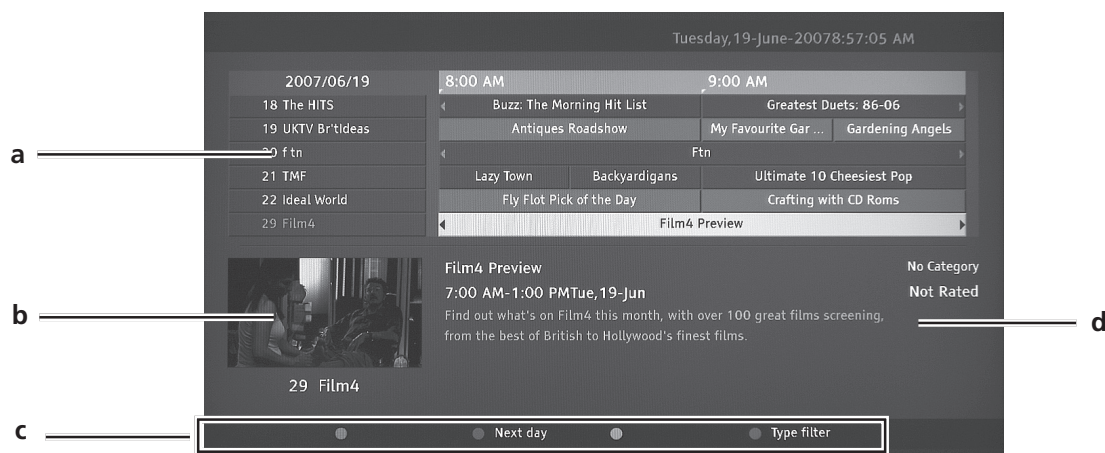 Tuesday,19-June-20078:57:05 AM
2007/06/19 8:00 AM 9:00 AM
18 The HITS Buzz: The Morning Hit List Greatest Duets: 86-06
19 UKTV Br'tIdeas Antiques Roadshow My Favourite Gar ... Gardening Angels
a
20 ftn Ftn
21 TMF Lazy Town Backyardigans Ultimate 10 Cheesiest Pop
22 Ideal World Fly Flot Pick of the Day Crafting with CD Roms
29 Film4 Film4 Preview
Film4 Preview No Category
7:00 AM-1:00 PMTue,19-Jun Not Rated
b
Find out what's on Film4 this month, with over 100 great films screening,
from the best of British to Hollywood's finest films.
d
29 Film4
c
Next day Type filter